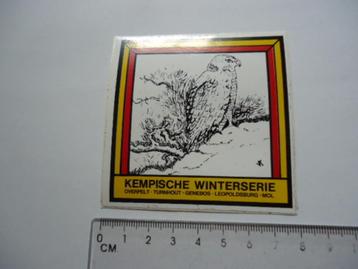 KEMPISCHE WINTERSERIE
OVERPELT - TURNHOUT - GENEBOS - LEOPOLDSBURG - MOL
0 1 2 3 4 5 6 7 8 9
CM